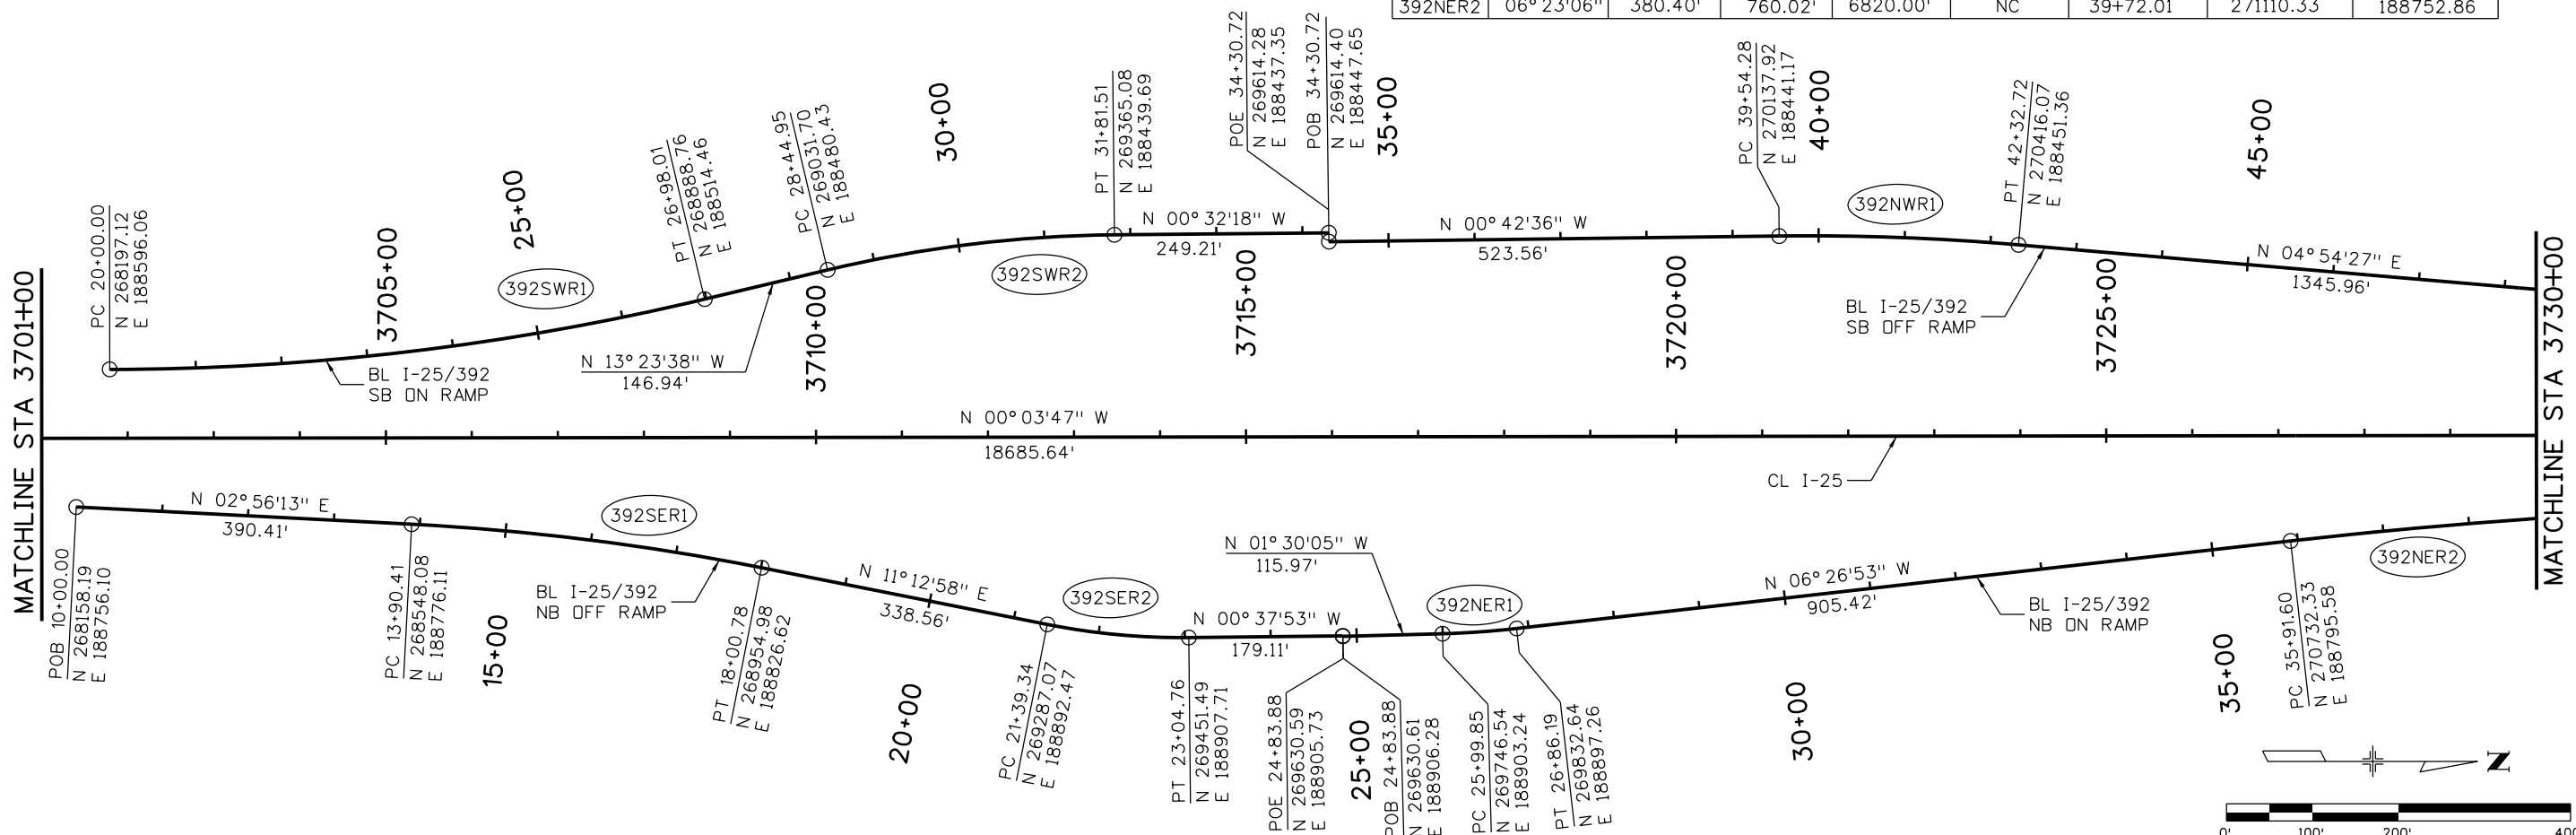 392NER2 06°23'06" 380.40' 760.02' 6820.00' NC 39+72.01 271110.33 188752.86
MATCHLINE STA 3701+00
PC 20+00.00
N 268197.12
E 188596.06
3705+00
25+00
392SWR1
BL I-25/392
SB ON RAMP
PT 26+98.01
N 268888.76
E 188514.46
N 13°23'38" W
146.94'
PC 28+44.95
N 269031.70
E 188480.43
3710+00
30+00
392SWR2
PT 31+81.51
N 269365.08
E 188439.69
N 00°32'18" W
249.21'
3715+00
POE 34+30.72
N 269614.28
E 188437.35
POB 34+30.72
N 269614.40
E 188447.65
35+00
N 00°42'36" W
523.56'
3720+00
PC 39+54.28
N 270137.92
E 188441.17
40+00
392NWR1
BL I-25/392
SB OFF RAMP
PT 42+32.72
N 270416.07
E 188451.36
3725+00
45+00
N 04°54'27" E
1345.96'
MATCHLINE STA 3730+00
N 00°03'47" W
18685.64'
CL I-25
POB 10+00.00
N 268158.19
E 188756.10
N 02°56'13" E
390.41'
PC 13+90.41
N 268548.08
E 188776.11
15+00
392SER1
BL I-25/392
NB OFF RAMP
PT 18+00.78
N 268954.98
E 188826.62
N 11°12'58" E
338.56'
20+00
PC 21+39.34
N 269287.07
E 188892.47
392SER2
PT 23+04.76
N 269451.49
E 188907.71
N 00°37'53" W
179.11'
N 01°30'05" W
115.97'
POE 24+83.88
N 269630.59
E 188905.73
25+00
POB 24+83.88
N 269630.61
E 188906.28
392NER1
PC 25+99.85
N 269746.54
E 188903.24
PT 26+86.19
N 269832.64
E 188897.26
N 06°26'53" W
905.42'
30+00
BL I-25/392
NB ON RAMP
35+00
PC 35+91.60
N 270732.33
E 188795.58
392NER2
N
0' 100' 200'